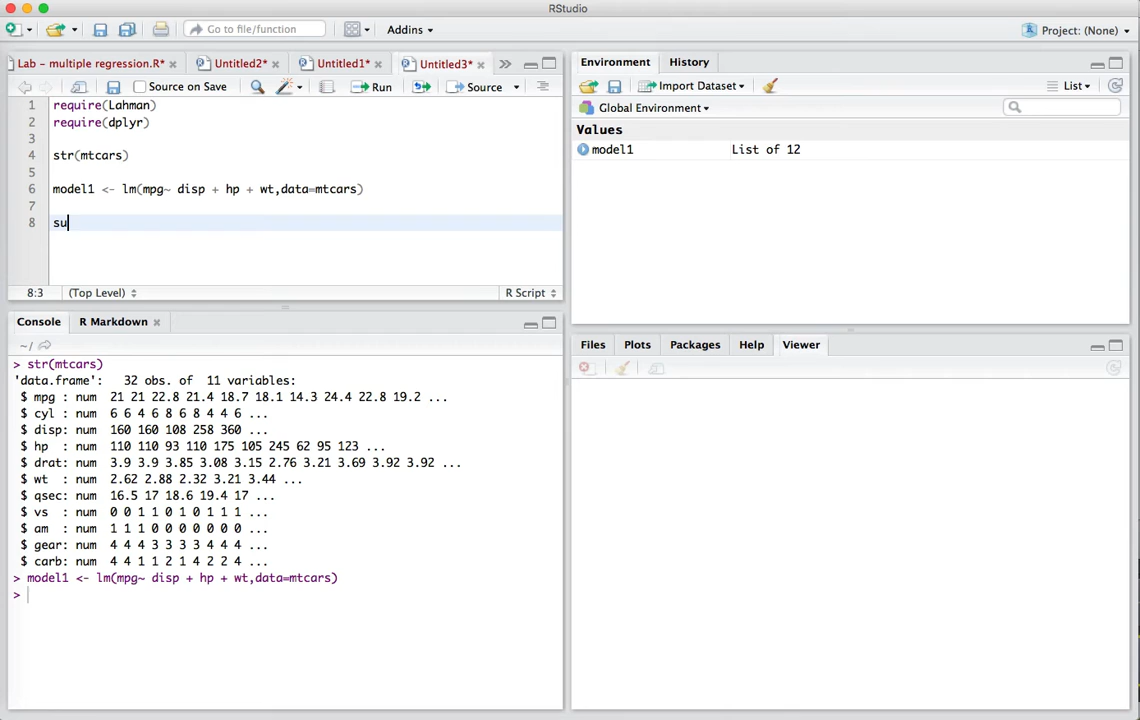 RStudio
Go to file/function
Addins
Project: (None)
Lab - multiple regression.R*
Untitled2*
Untitled1*
Untitled3*
Source on Save
Run
Source
1 require(Lahman)
2 require(dplyr)
3
4 str(mtcars)
5
6 model1 <- lm(mpg~ disp + hp + wt,data=mtcars)
7
8 su
8:3 (Top Level) R Script
Console R Markdown
~/
> str(mtcars)
'data.frame': 32 obs. of 11 variables:
$ mpg : num 21 21 22.8 21.4 18.7 18.1 14.3 24.4 22.8 19.2 ...
$ cyl : num 6 6 4 6 8 6 8 4 4 6 ...
$ disp: num 160 160 108 258 360 ...
$ hp : num 110 110 93 110 175 105 245 62 95 123 ...
$ drat: num 3.9 3.9 3.85 3.08 3.15 2.76 3.21 3.69 3.92 3.92 ...
$ wt : num 2.62 2.88 2.32 3.21 3.44 ...
$ qsec: num 16.5 17 18.6 19.4 17 ...
$ vs : num 0 0 1 1 0 1 0 1 1 1 ...
$ am : num 1 1 1 0 0 0 0 0 0 0 ...
$ gear: num 4 4 4 3 3 3 3 4 4 4 ...
$ carb: num 4 4 1 1 2 1 4 2 2 4 ...
> model1 <- lm(mpg~ disp + hp + wt,data=mtcars)
>
Environment History
Import Dataset
List
Global Environment
Values
model1 List of 12
Files Plots Packages Help Viewer